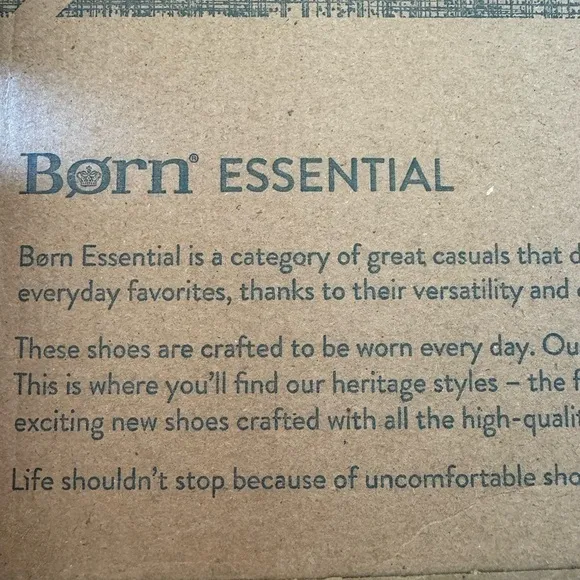 Børn® ESSENTIAL
Børn Essential is a category of great casuals that
everyday favorites, thanks to their versatility and
These shoes are crafted to be worn every day. Ou
This is where you'll find our heritage styles – the f
exciting new shoes crafted with all the high-qualit
Life shouldn't stop because of uncomfortable sho